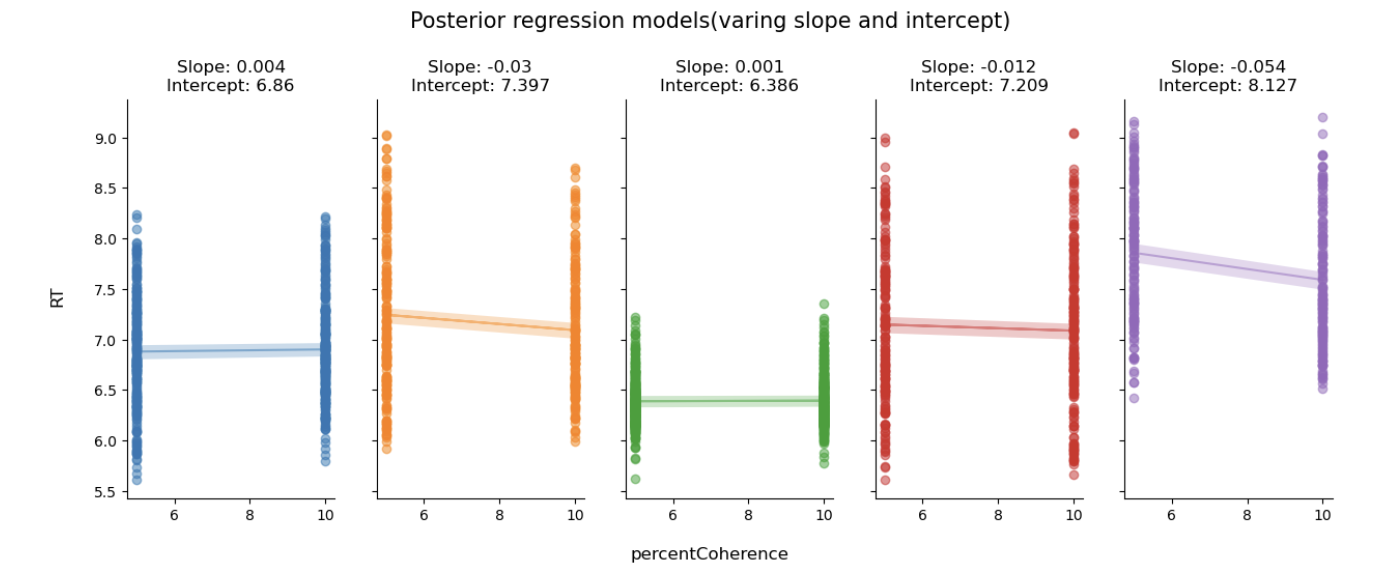 Posterior regression models(varing slope and intercept)
Slope: 0.004
Intercept: 6.86
Slope: -0.03
Intercept: 7.397
Slope: 0.001
Intercept: 6.386
Slope: -0.012
Intercept: 7.209
Slope: -0.054
Intercept: 8.127
RT
9.0
8.5
8.0
7.5
7.0
6.5
6.0
5.5
6 8 10
6 8 10
6 8 10
6 8 10
6 8 10
percentCoherence